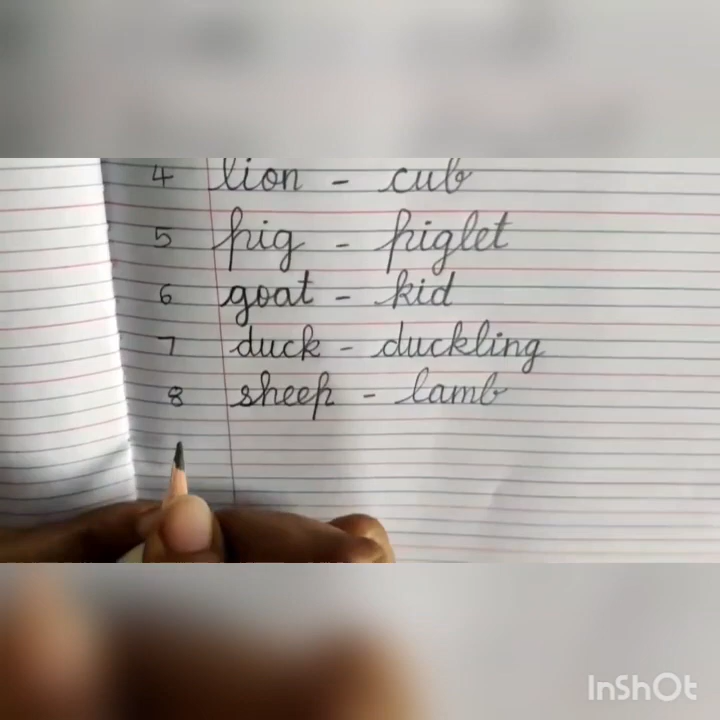 4 lion - cub
5 pig - piglet
6 goat - kid
7 duck - duckling
8 sheep - lamb
InShOt